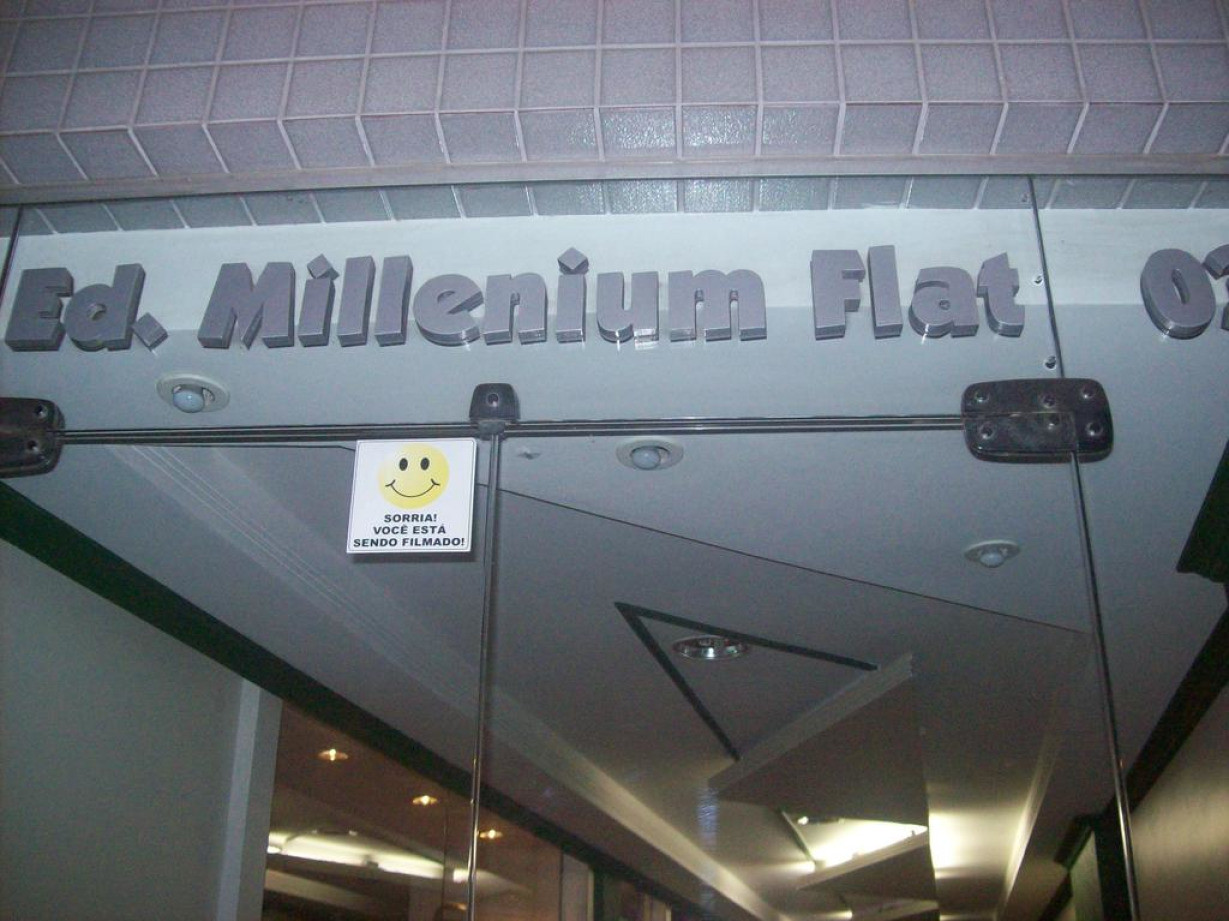 Ed. Millenium Flat
SORRIA!
VOCÊ ESTÁ
SENDO FILMADO!